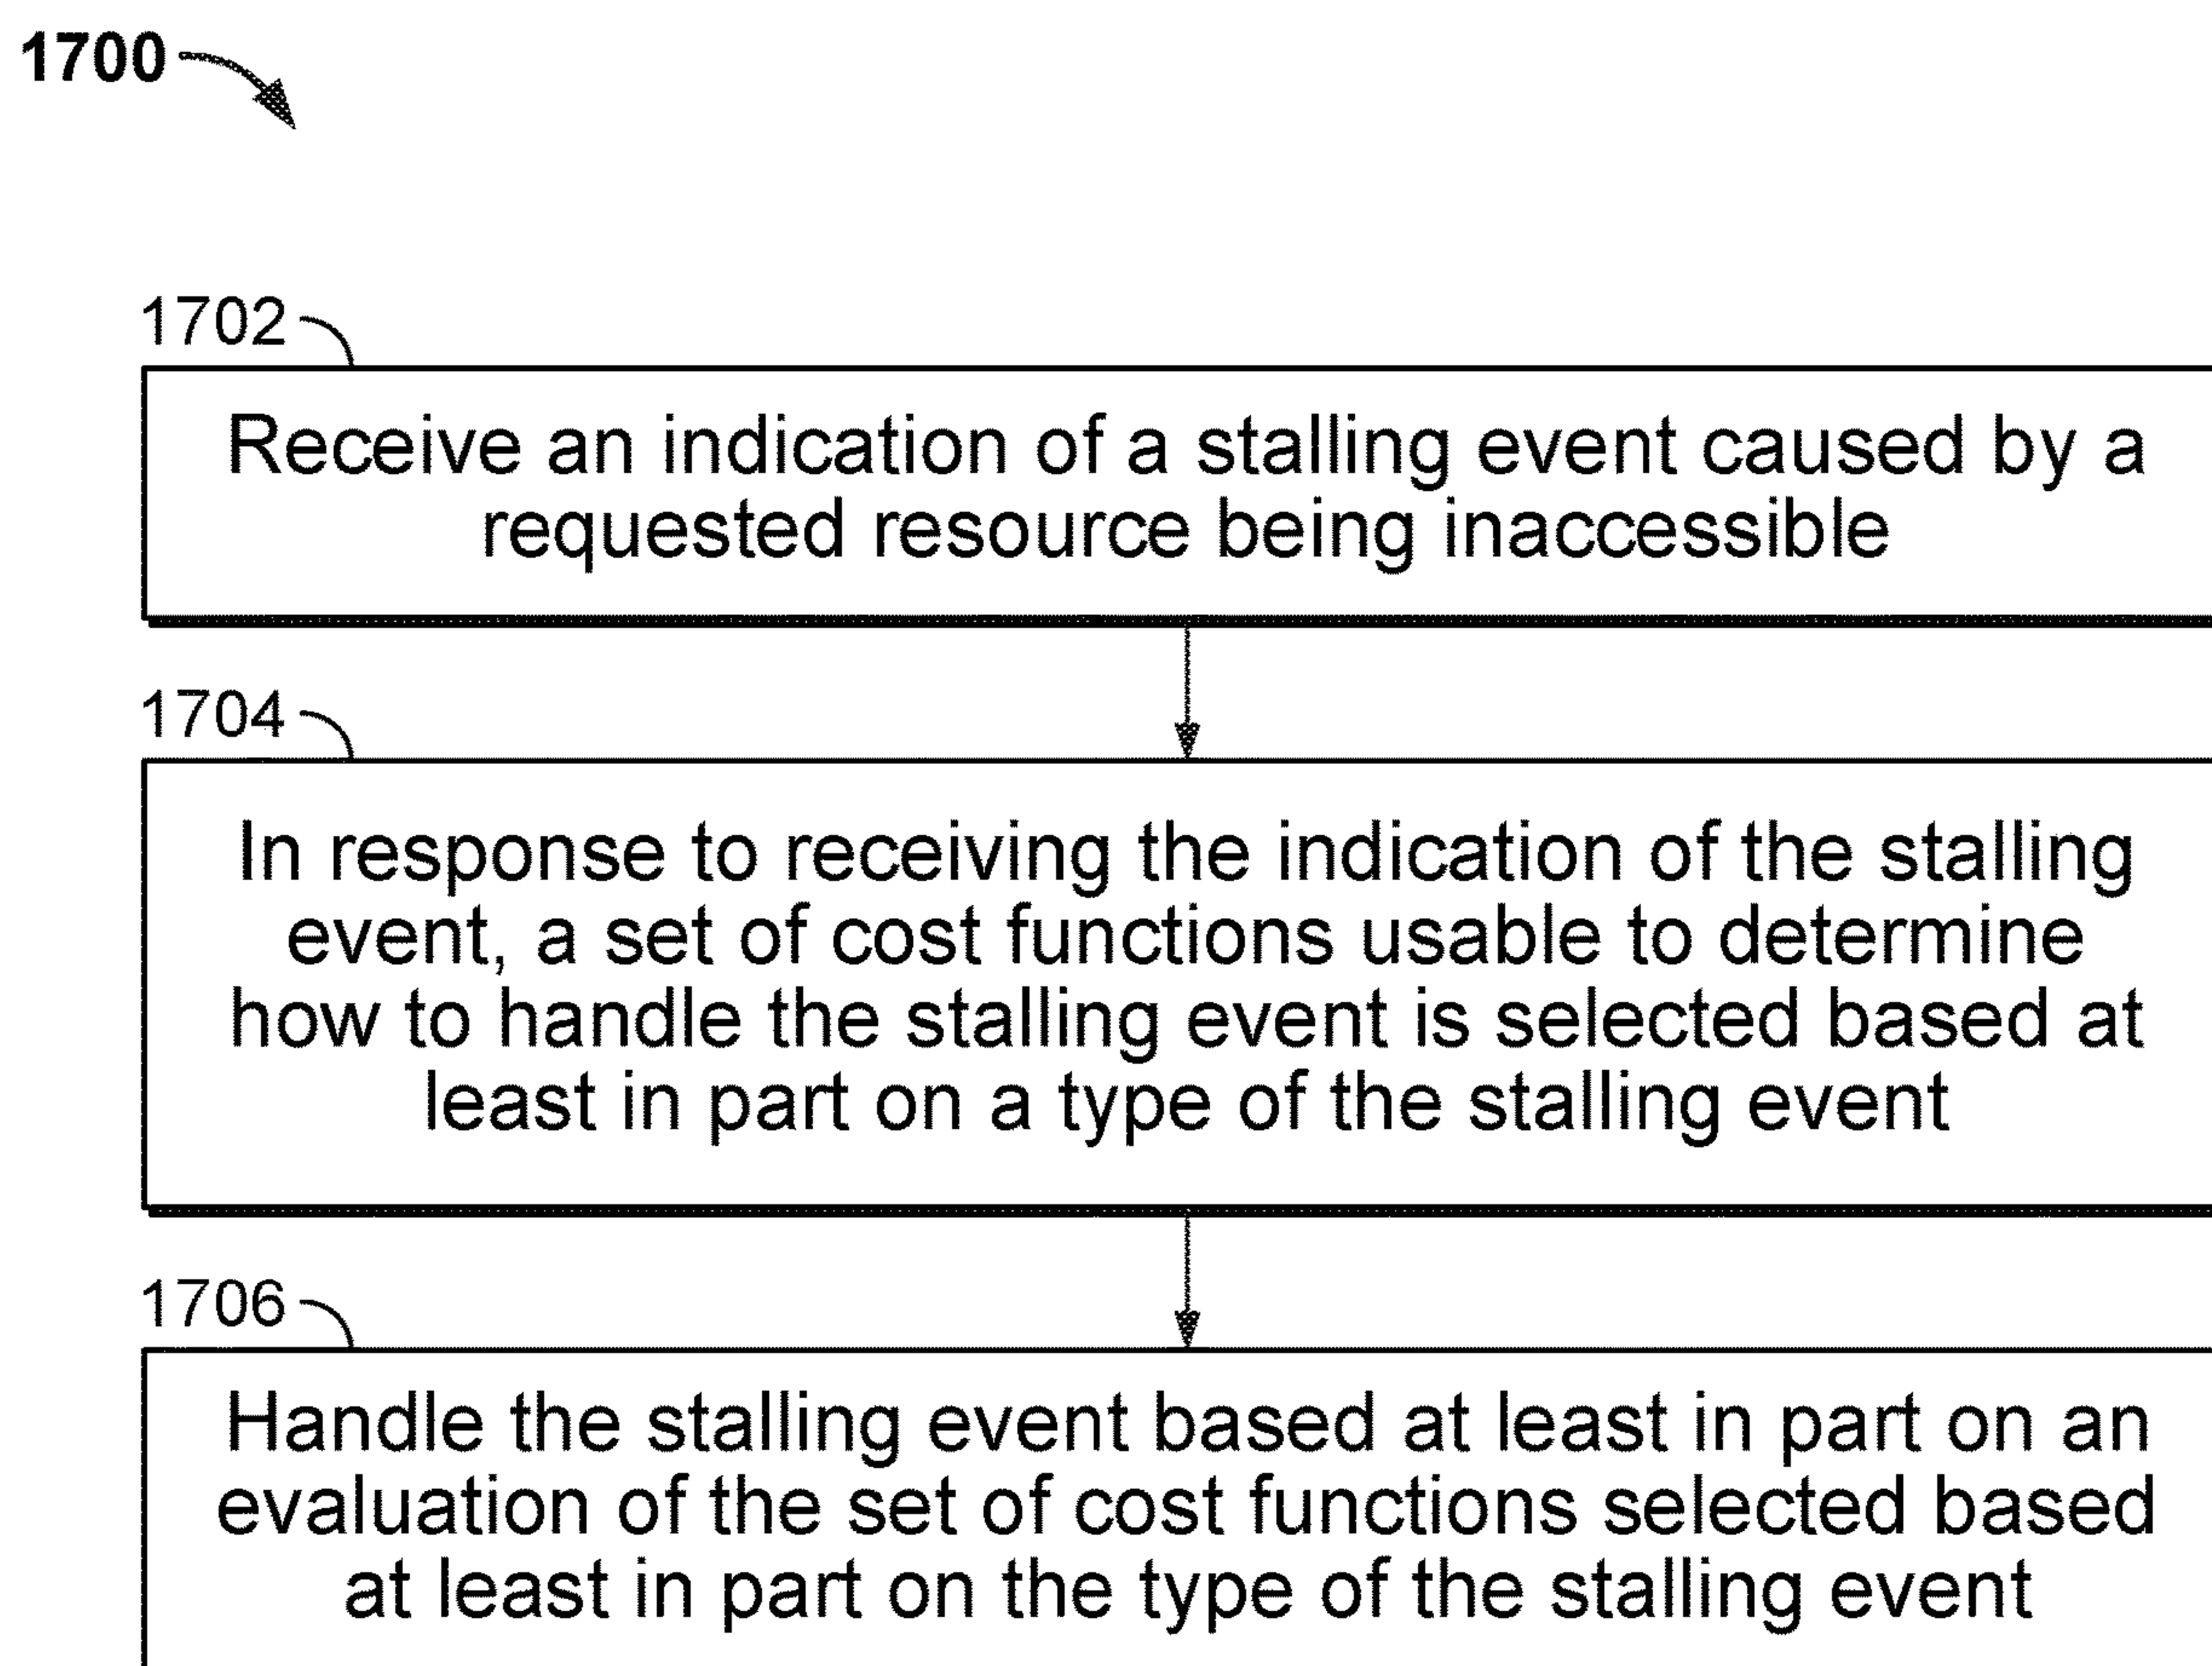 1700
1702
Receive an indication of a stalling event caused by a
requested resource being inaccessible
1704
In response to receiving the indication of the stalling
event, a set of cost functions usable to determine
how to handle the stalling event is selected based at
least in part on a type of the stalling event
1706
Handle the stalling event based at least in part on an
evaluation of the set of cost functions selected based
at least in part on the type of the stalling event